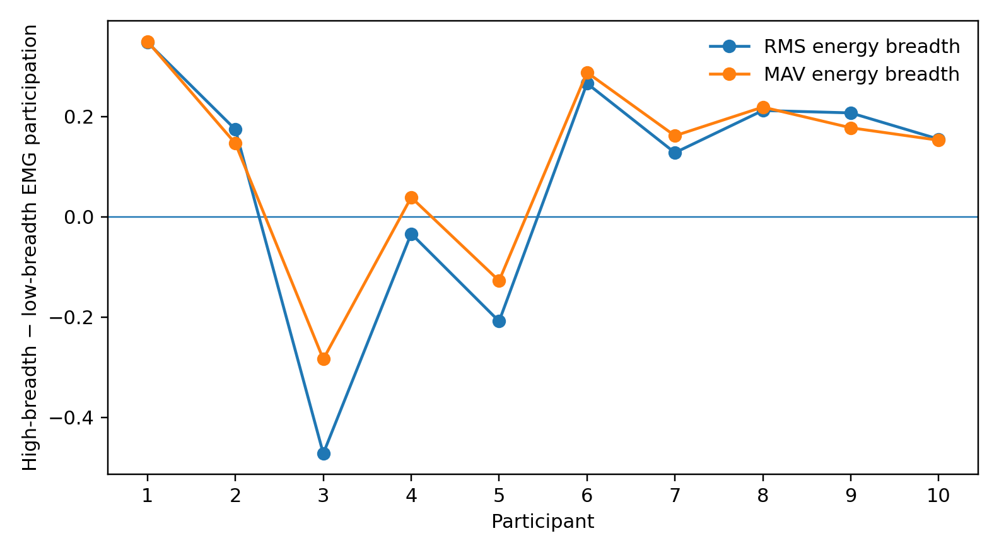 High-breadth − low-breadth EMG participation
RMS energy breadth
MAV energy breadth
0.2
0.0
−0.2
−0.4
1 2 3 4 5 6 7 8 9 10
Participant